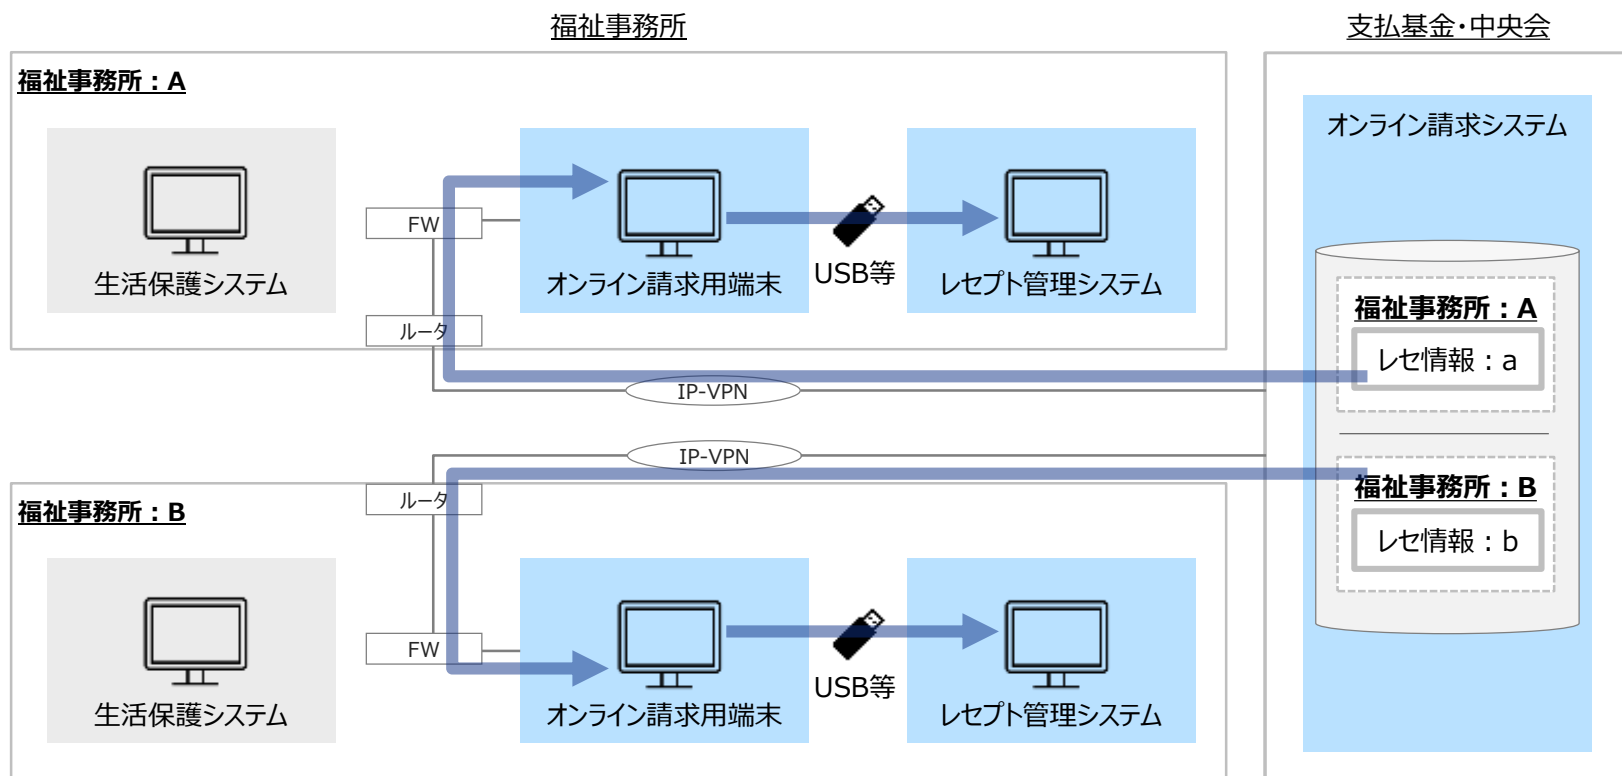 福祉事務所
支払基金・中央会
福祉事務所：A
オンライン請求システム
FW
生活保護システム
オンライン請求用端末
USB等
レセプト管理システム
ルータ
福祉事務所：A
レセ情報：a
IP-VPN
IP-VPN
福祉事務所：B
レセ情報：b
ルータ
福祉事務所：B
FW
生活保護システム
オンライン請求用端末
USB等
レセプト管理システム